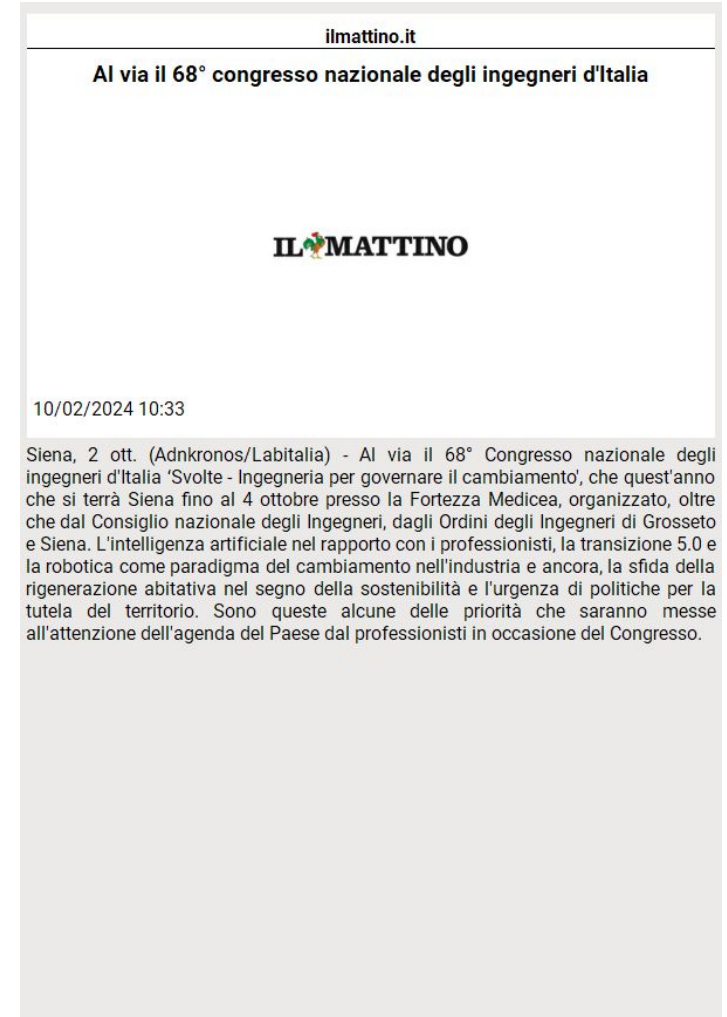 ilmattino.it
Al via il 68° congresso nazionale degli ingegneri d'Italia
IL MATTINO
10/02/2024 10:33
Siena, 2 ott. (Adnkronos/Labitalia) - Al via il 68° Congresso nazionale degli
ingegneri d'Italia ‘Svolte - Ingegneria per governare il cambiamento', che quest'anno
che si terrà Siena fino al 4 ottobre presso la Fortezza Medicea, organizzato, oltre
che dal Consiglio nazionale degli Ingegneri, dagli Ordini degli Ingegneri di Grosseto
e Siena. L'intelligenza artificiale nel rapporto con i professionisti, la transizione 5.0 e
la robotica come paradigma del cambiamento nell'industria e ancora, la sfida della
rigenerazione abitativa nel segno della sostenibilità e l'urgenza di politiche per la
tutela del territorio. Sono queste alcune delle priorità che saranno messe
all'attenzione dell'agenda del Paese dal professionisti in occasione del Congresso.